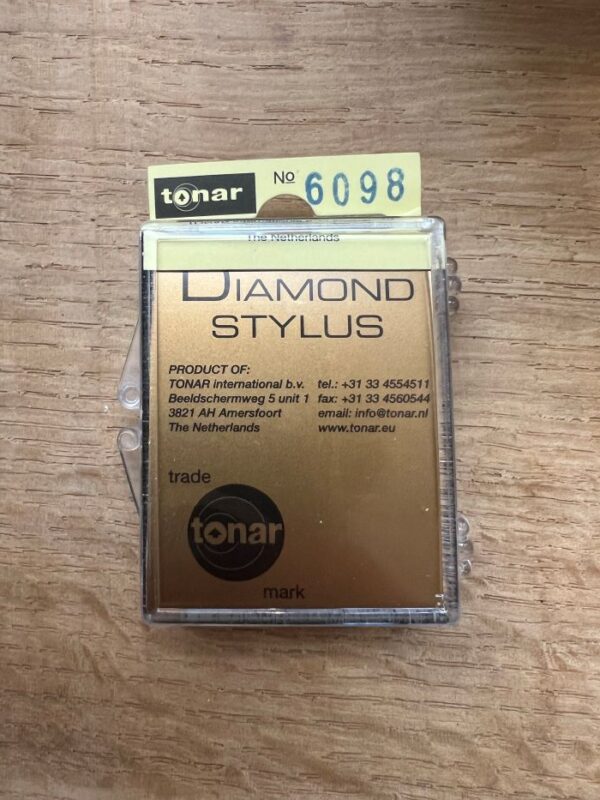 tonar No 6098
The Netherlands
DIAMOND
STYLUS
PRODUCT OF:
TONAR international b.v. tel.: +31 33 4554511
Beeldschermweg 5 unit 1 fax: +31 33 4560544
3821 AH Amersfoort email: info@tonar.nl
The Netherlands www.tonar.eu
trade
tonar
mark